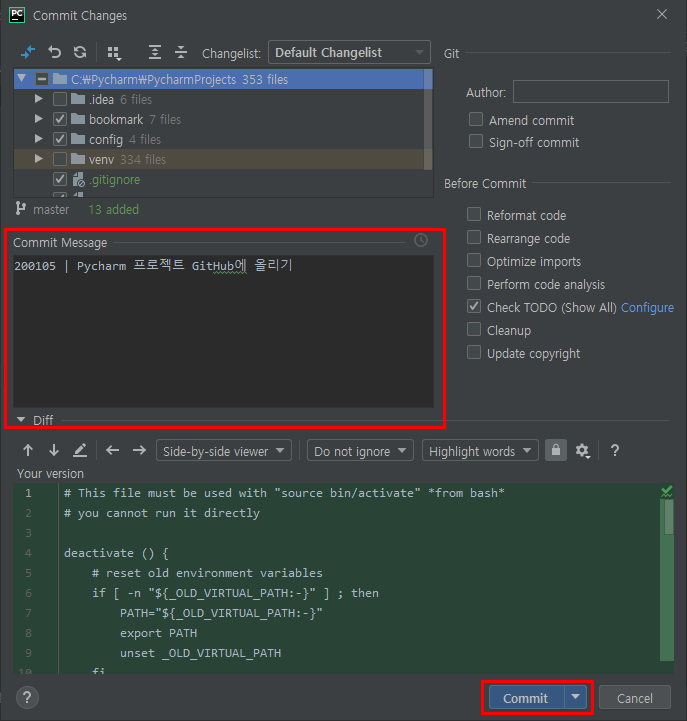 PC Commit Changes
Changelist: Default Changelist
C:₩Pycharm₩PycharmProjects 353 files
.idea 6 files
bookmark 7 files
config 4 files
venv 334 files
.gitignore
master 13 added
Commit Message
200105 | Pycharm 프로젝트 GitHub에 올리기
Git
Author:
Amend commit
Sign-off commit
Before Commit
Reformat code
Rearrange code
Optimize imports
Perform code analysis
Check TODO (Show All) Configure
Cleanup
Update copyright
Diff
Side-by-side viewer Do not ignore Highlight words ?
Your version
1 # This file must be used with "source bin/activate" *from bash*
2 # you cannot run it directly
3
4 deactivate () {
5 # reset old environment variables
6 if [ -n "${_OLD_VIRTUAL_PATH:-}" ] ; then
7 PATH="${_OLD_VIRTUAL_PATH:-}"
8 export PATH
9 unset _OLD_VIRTUAL_PATH
10 fi
? Commit Cancel